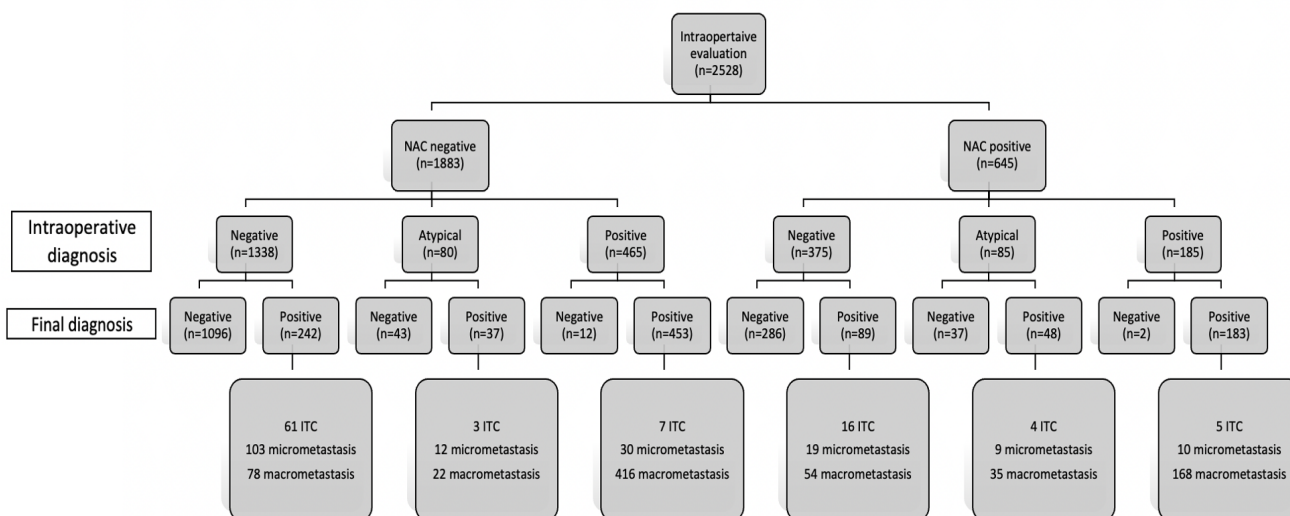 Intraopertaive
evaluation
(n=2528)
NAC negative
(n=1883)
NAC positive
(n=645)
Intraoperative
diagnosis
Negative
(n=1338)
Atypical
(n=80)
Positive
(n=465)
Negative
(n=375)
Atypical
(n=85)
Positive
(n=185)
Final diagnosis
Negative
(n=1096)
Positive
(n=242)
Negative
(n=43)
Positive
(n=37)
Negative
(n=12)
Positive
(n=453)
Negative
(n=286)
Positive
(n=89)
Negative
(n=37)
Positive
(n=48)
Negative
(n=2)
Positive
(n=183)
61 ITC
103 micrometastasis
78 macrometastasis
3 ITC
12 micrometastasis
22 macrometastasis
7 ITC
30 micrometastasis
416 macrometastasis
16 ITC
19 micrometastasis
54 macrometastasis
4 ITC
9 micrometastasis
35 macrometastasis
5 ITC
10 micrometastasis
168 macrometastasis